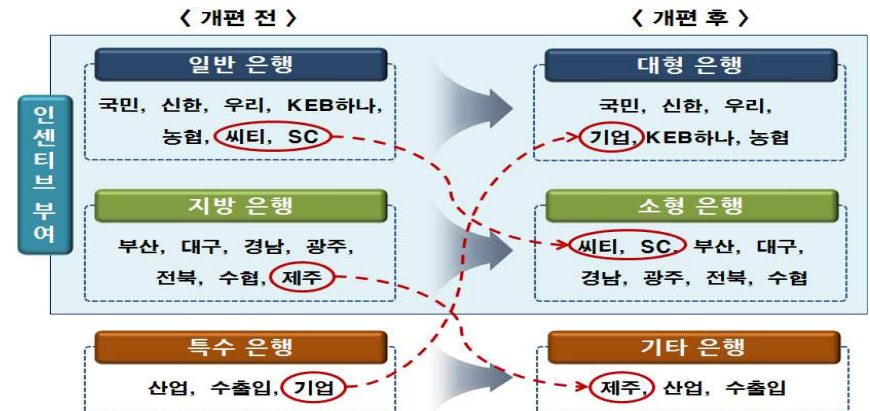 < 개편 전 >
< 개편 후 >
인센티브 부여
일반 은행
국민, 신한, 우리, KEB하나,
농협, 씨티, SC
대형 은행
국민, 신한, 우리,
기업, KEB하나, 농협
지방 은행
부산, 대구, 경남, 광주,
전북, 수협, 제주
소형 은행
씨티, SC, 부산, 대구,
경남, 광주, 전북, 수협
특수 은행
산업, 수출입, 기업
기타 은행
제주, 산업, 수출입